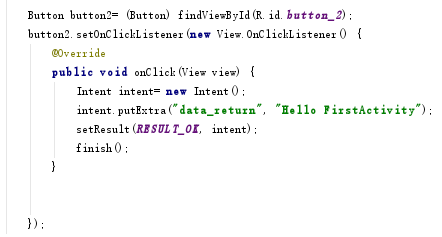 Button button2= (Button) findViewById(R.id.button_2);
button2.setOnClickListener(new View.OnClickListener() {
@Override
public void onClick(View view) {
Intent intent= new Intent();
intent.putExtra("data_return", "Hello FirstActivity");
setResult(RESULT_OK, intent);
finish();
}
});